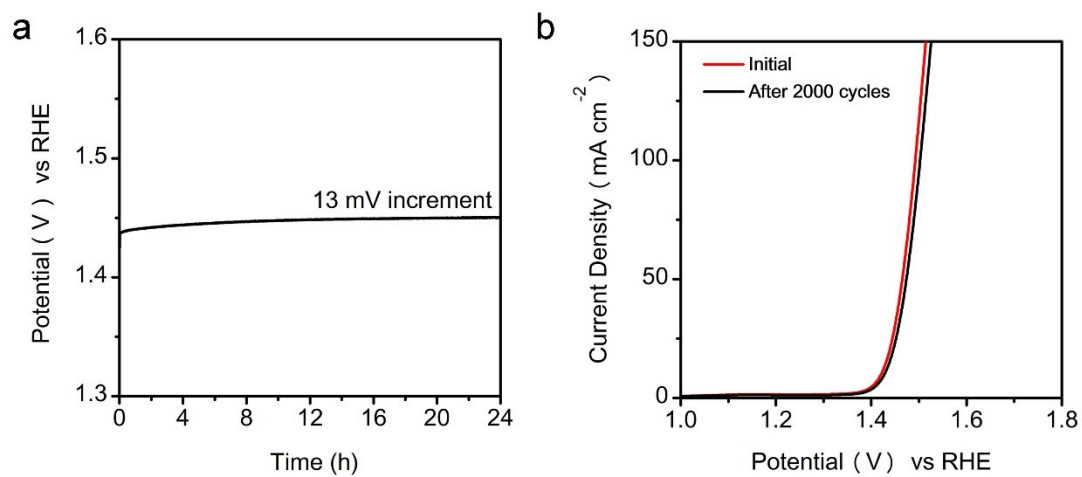 a
1.6
1.5
1.4
1.3
Potential ( V ) vs RHE
13 mV increment
0 4 8 12 16 20 24
Time (h)
b
150
100
50
0
Current Density ( mA cm⁻² )
Initial
After 2000 cycles
1.0 1.2 1.4 1.6 1.8
Potential ( V ) vs RHE